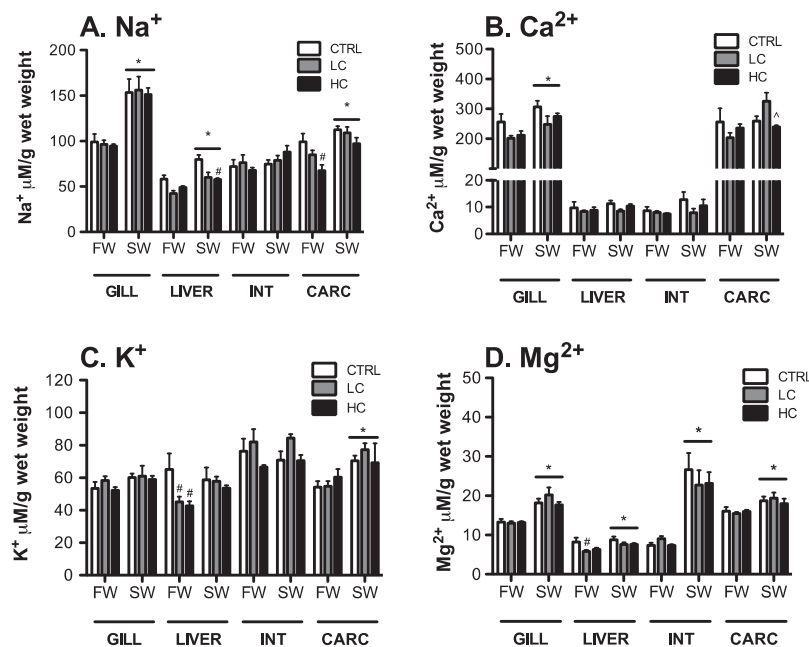 A. Na⁺
CTRL
LC
HC
Na⁺ μM/g wet weight
200
150
100
50
0
* * # # *
FW SW FW SW FW SW FW SW
GILL LIVER INT CARC
B. Ca²⁺
CTRL
LC
HC
Ca²⁺ μM/g wet weight
500
400
300
200
20
10
0
* ^
FW SW FW SW FW SW FW SW
GILL LIVER INT CARC
C. K⁺
CTRL
LC
HC
K⁺ μM/g wet weight
120
100
80
60
40
20
0
# # *
FW SW FW SW FW SW FW SW
GILL LIVER INT CARC
D. Mg²⁺
CTRL
LC
HC
Mg²⁺ μM/g wet weight
50
40
30
20
10
0
* # * * *
FW SW FW SW FW SW FW SW
GILL LIVER INT CARC